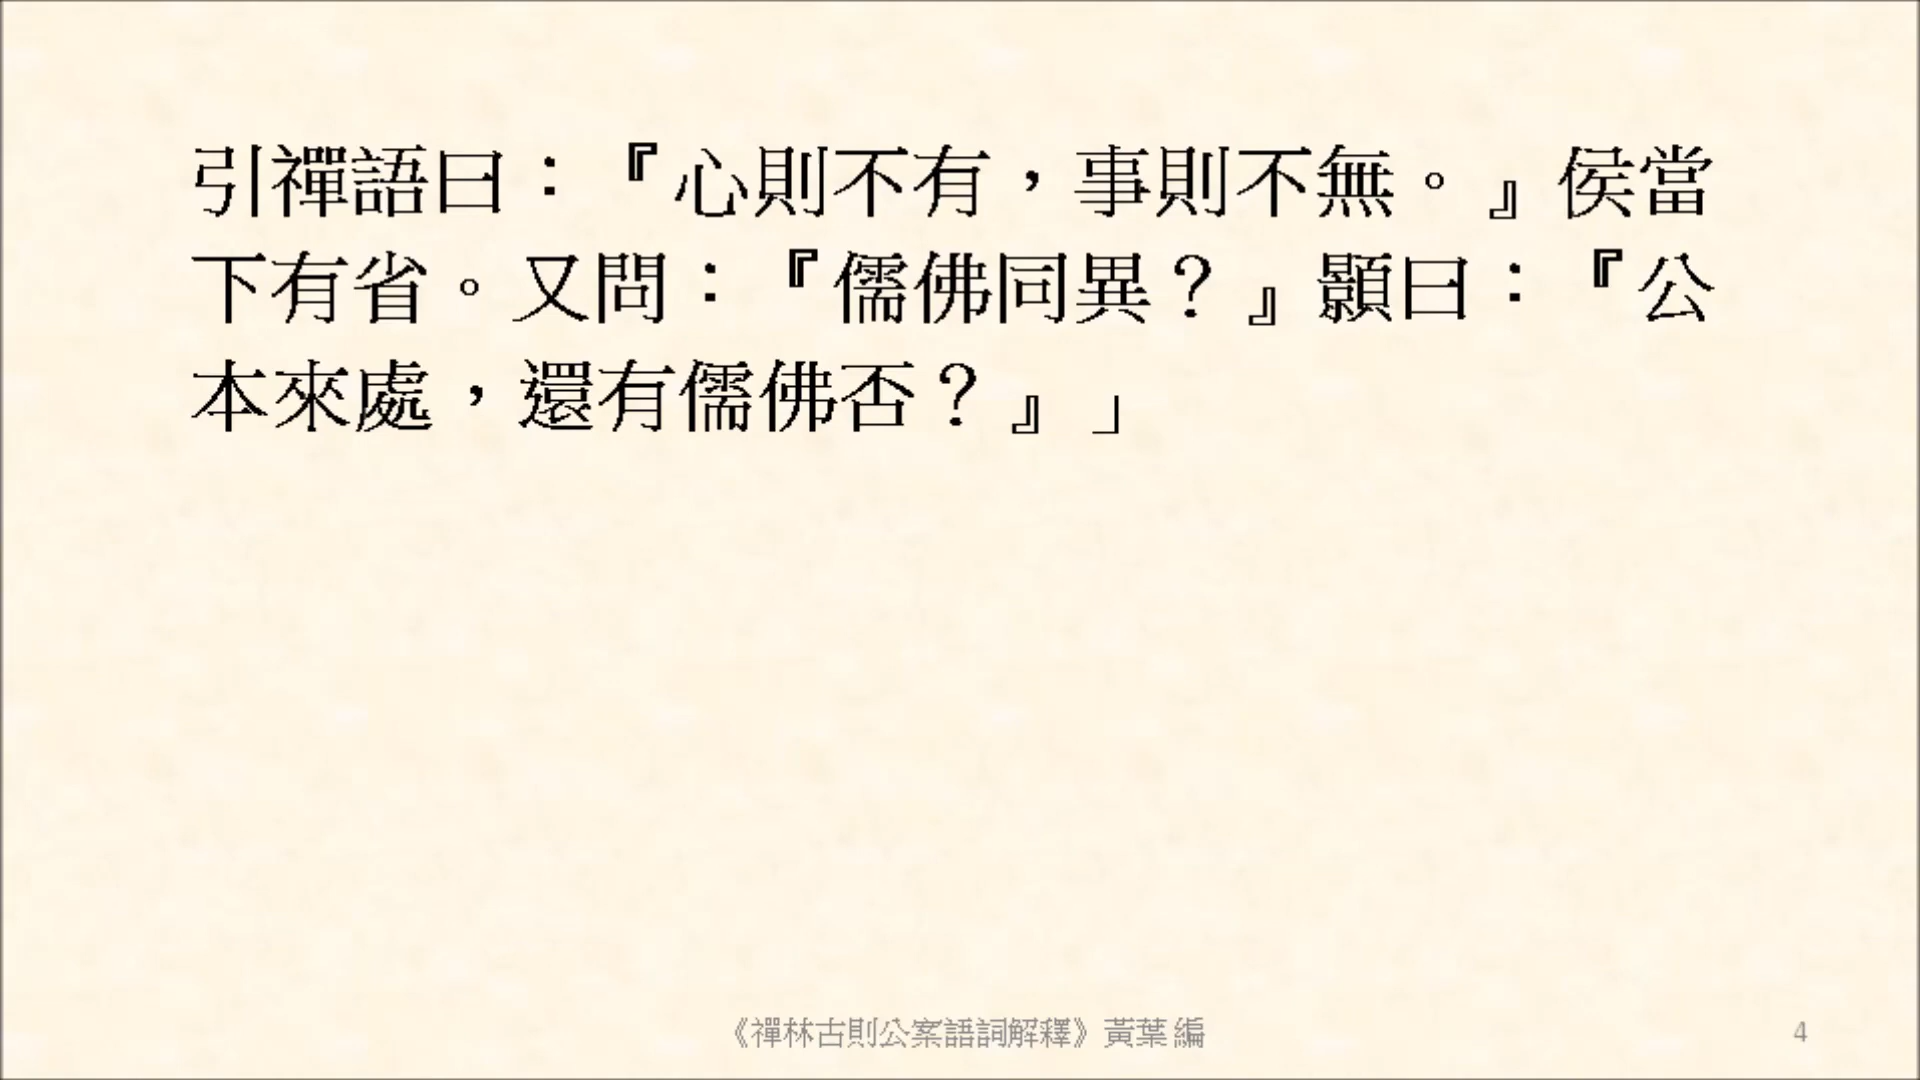 引禪語曰：『心則不有，事則不無。』侯當
下有省。又問：『儒佛同異？』顥曰：『公
本來處，還有儒佛否？』」
《禪林古則公案語詞解釋》黃葉 編
4